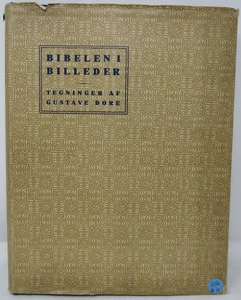 BIBELEN I
BILLEDER
TEGNINGER AF
GUSTAVE DORÉ